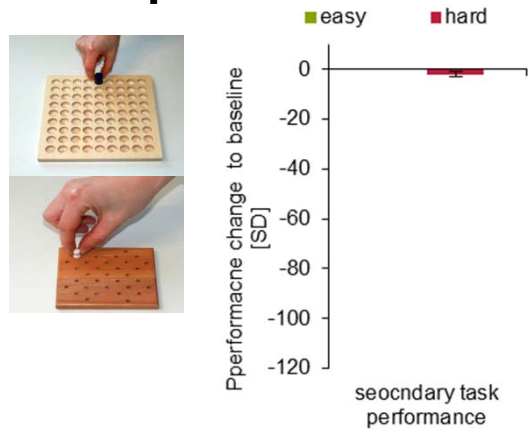 easy hard
Pperformacne change to baseline
[SD]
0
-20
-40
-60
-80
-100
-120
seocndary task
performance